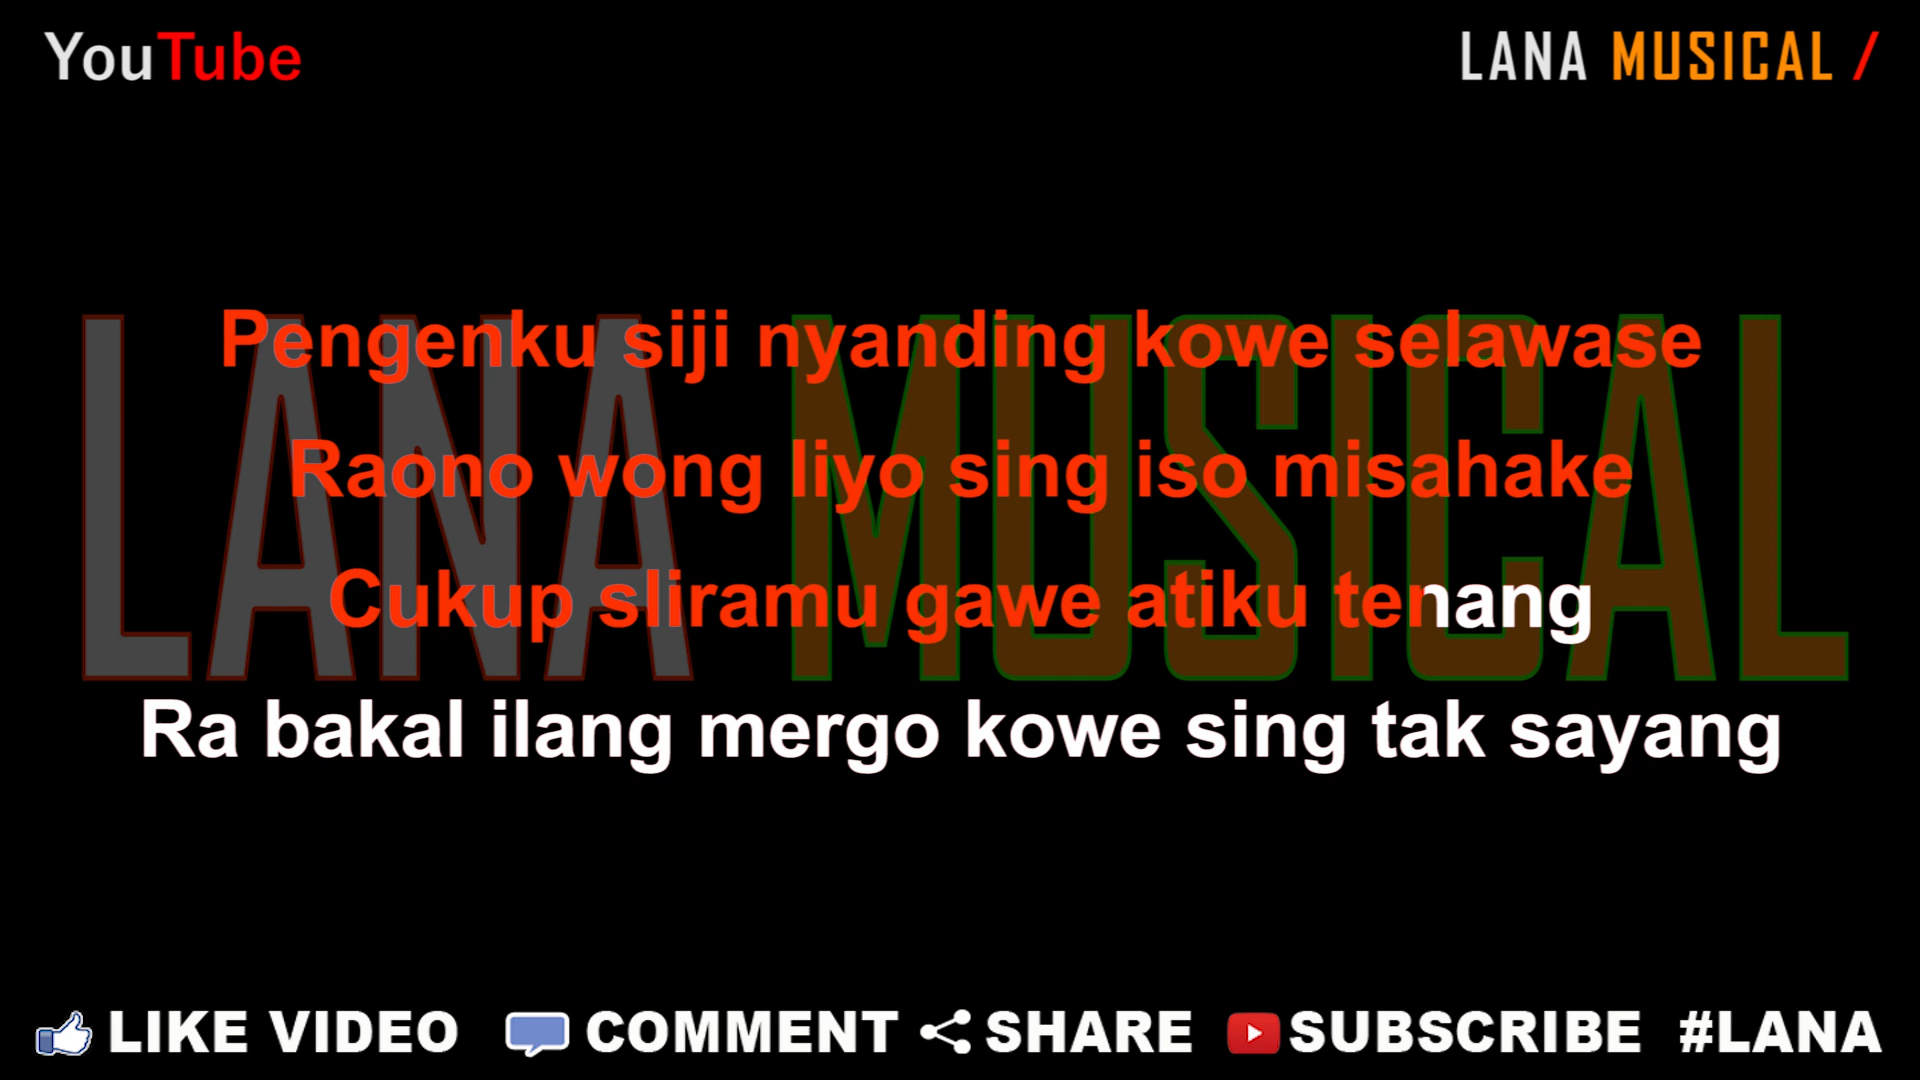 YouTube
LANA MUSICAL /
LANA MUSICAL
Pengenku siji nyanding kowe selawase
Raono wong liyo sing iso misahake
Cukup sliramu gawe atiku tenang
Ra bakal ilang mergo kowe sing tak sayang
LIKE VIDEO COMMENT SHARE SUBSCRIBE #LANA